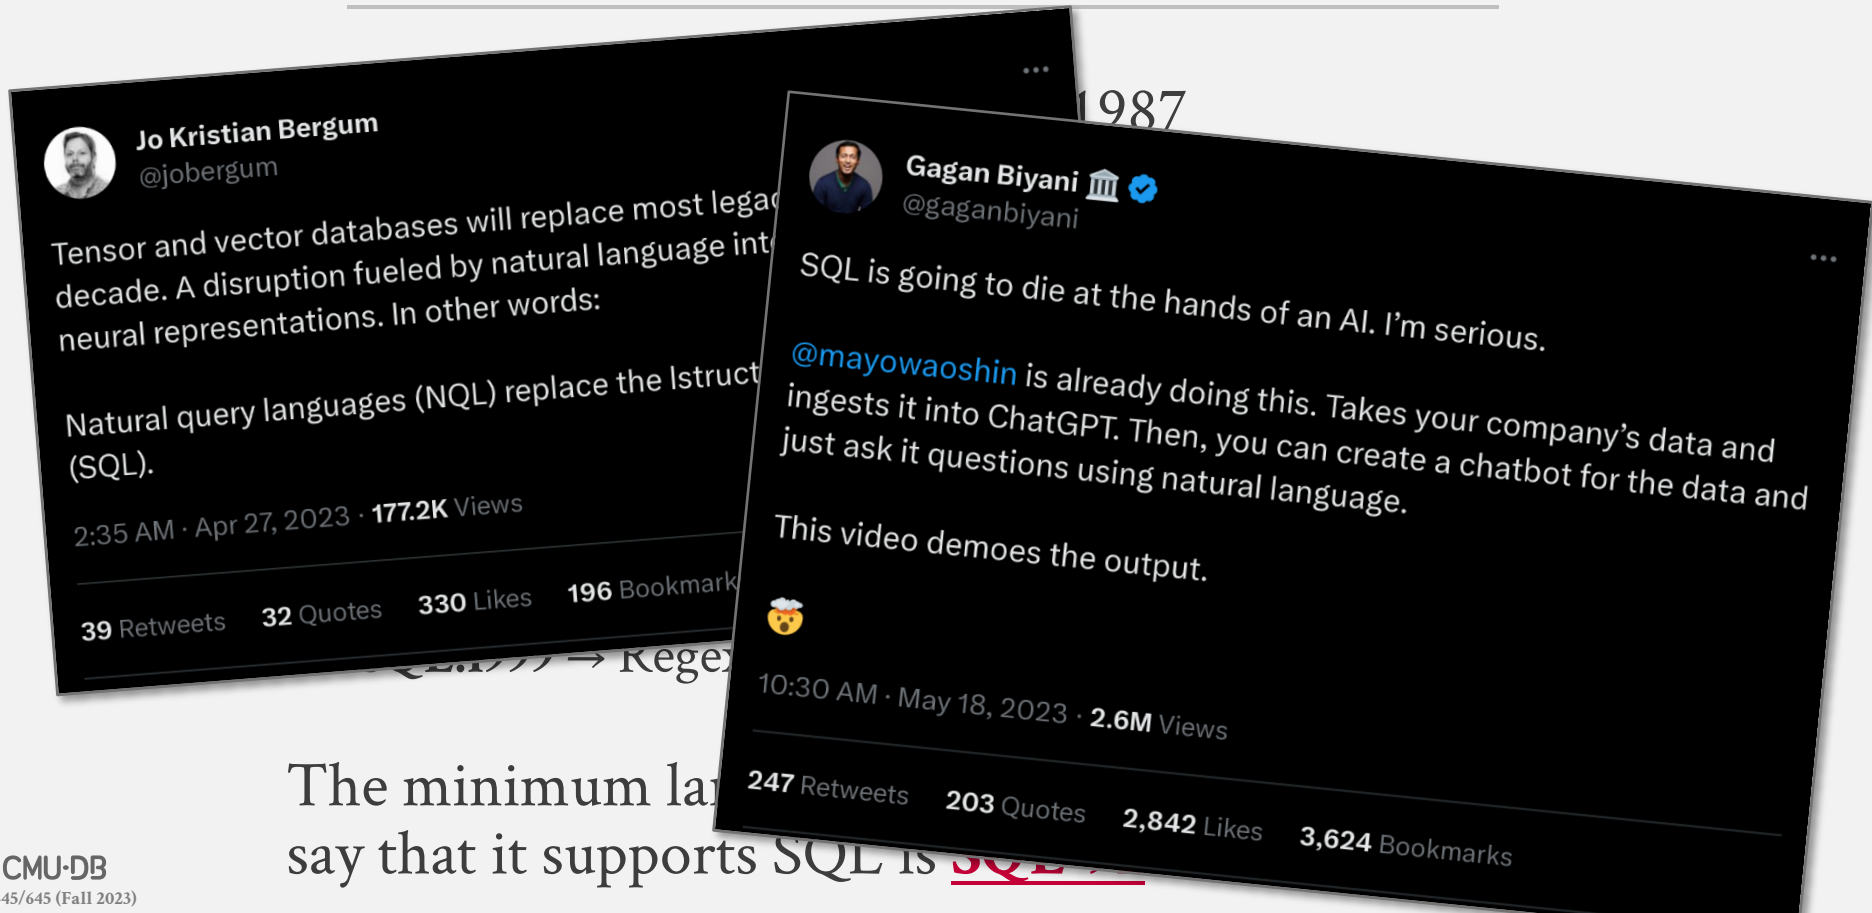 1987
Jo Kristian Bergum
@jobergum
Tensor and vector databases will replace most
decade. A disruption fueled by natural language
neural representations. In other words:
Natural query languages (NQL) replace the
(SQL).
2:35 AM · Apr 27, 2023 · 177.2K Views
39 Retweets 32 Quotes 330 Likes 196 Bookmark
Gagan Biyani 🏛️
@gaganbiyani
SQL is going to die at the hands of an AI. I’m serious.
@mayowaoshin is already doing this. Takes your company’s data and
ingests it into ChatGPT. Then, you can create a chatbot for the data and
just ask it questions using natural language.
This video demoes the output.
🤯
10:30 AM · May 18, 2023 · 2.6M Views
247 Retweets 203 Quotes 2,842 Likes 3,624 Bookmarks
→ Regex
The minimum
say that it supports SQL is
CMU·DB
45/645 (Fall 2023)